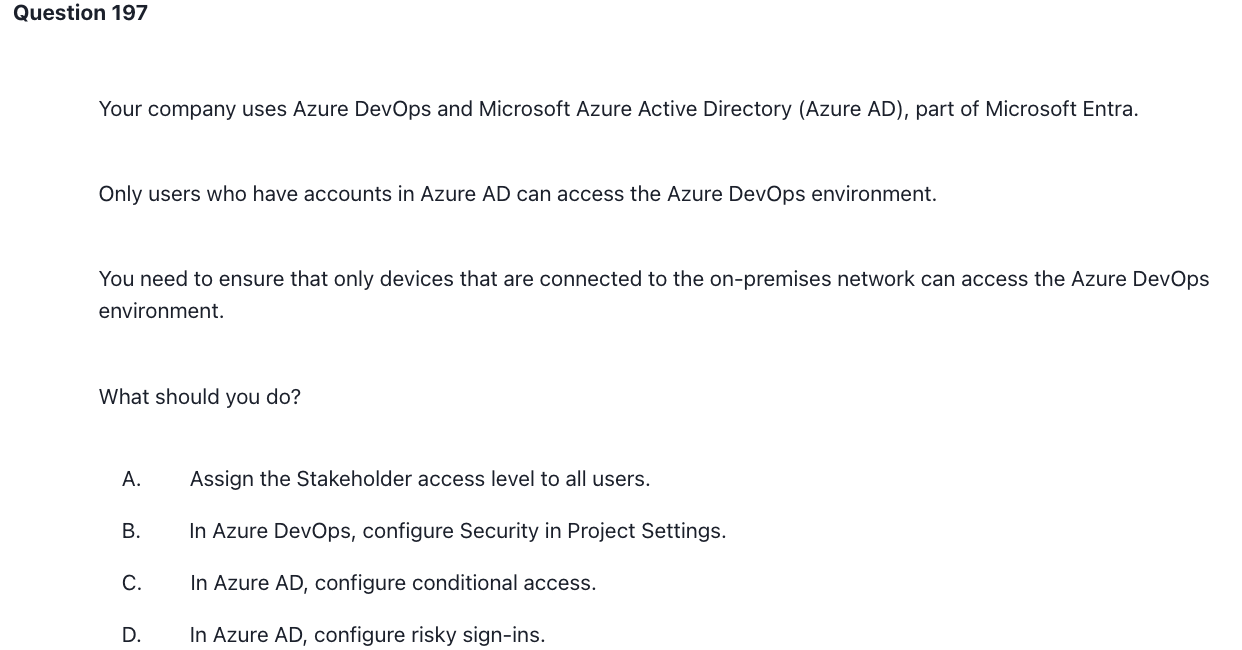 Question 197
Your company uses Azure DevOps and Microsoft Azure Active Directory (Azure AD), part of Microsoft Entra.
Only users who have accounts in Azure AD can access the Azure DevOps environment.
You need to ensure that only devices that are connected to the on-premises network can access the Azure DevOps
environment.
What should you do?
A. Assign the Stakeholder access level to all users.
B. In Azure DevOps, configure Security in Project Settings.
C. In Azure AD, configure conditional access.
D. In Azure AD, configure risky sign-ins.